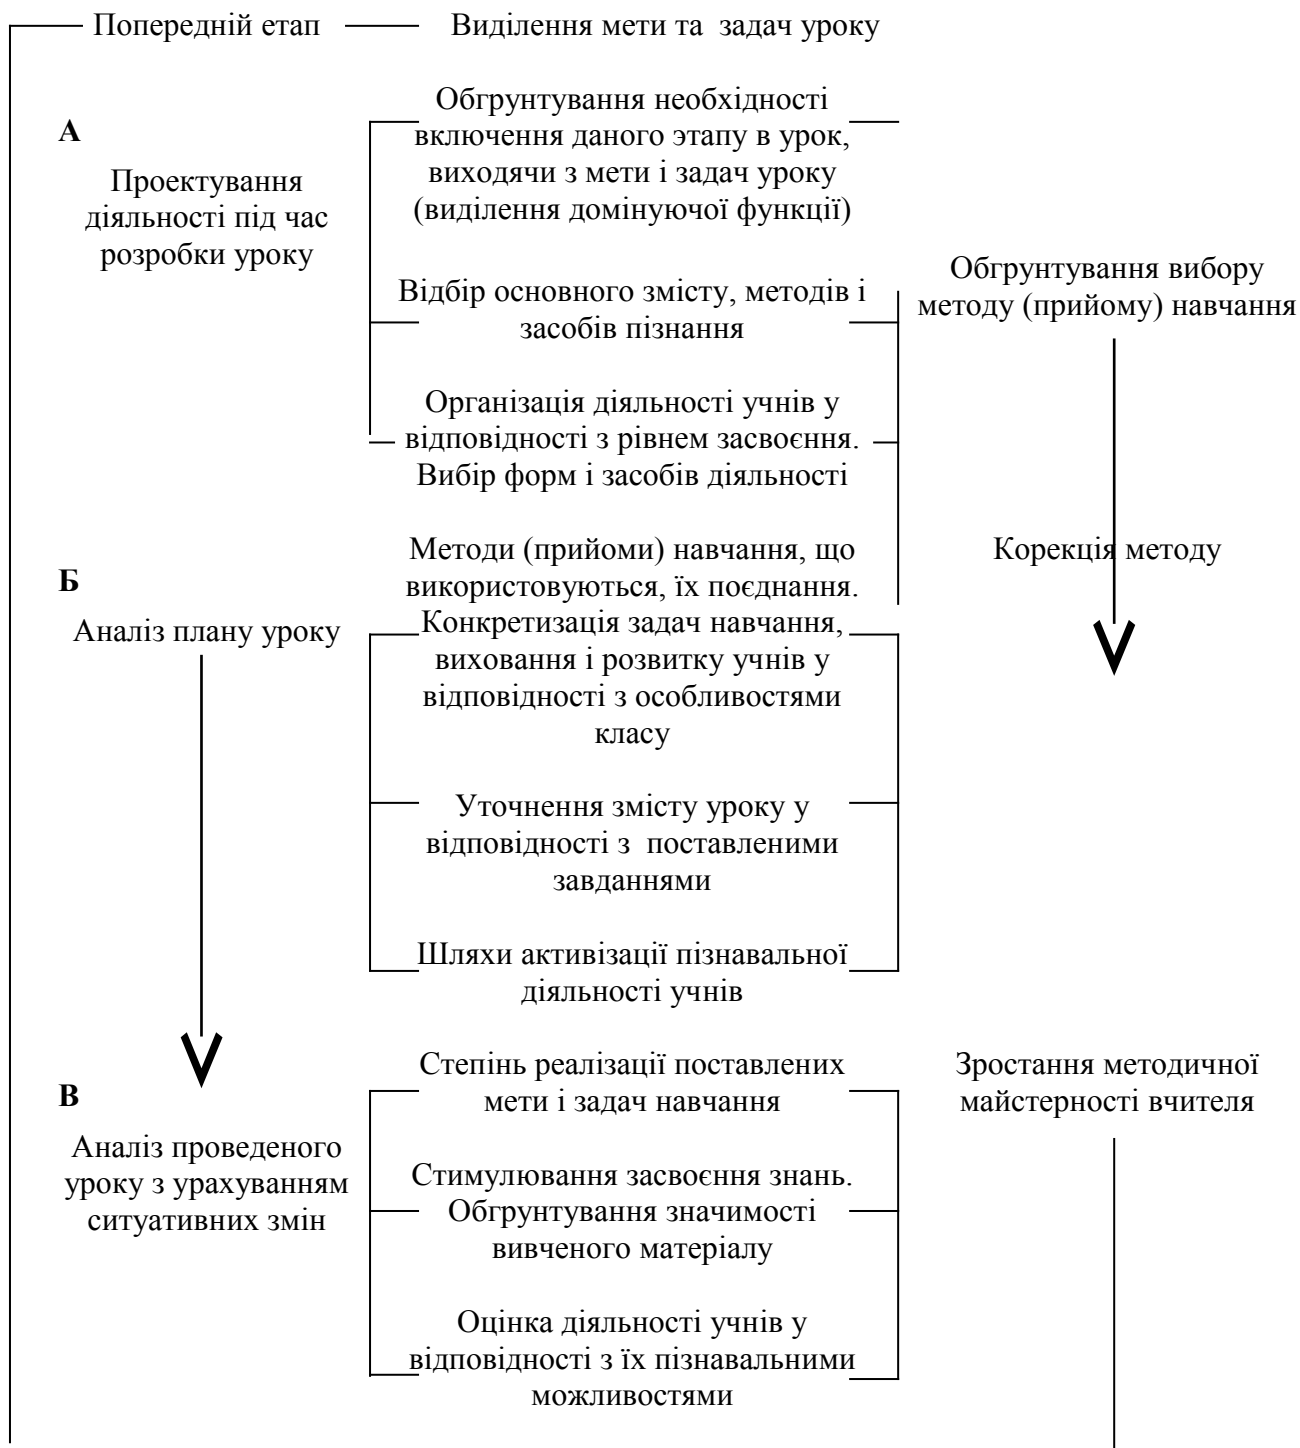 Попередній етап Виділення мети та задач уроку
А
Проектування
діяльності під час
розробки уроку
Обгрунтування необхідності
включення даного этапу в урок,
виходячи з мети і задач уроку
(виділення домінуючої функції)
Відбір основного змісту, методів і
засобів пізнання
Організація діяльності учнів у
відповідності з рівнем засвоєння.
Вибір форм і засобів діяльності
Методи (прийоми) навчання, що
використовуються, їх поєднання.
Обгрунтування вибору
методу (прийому) навчання
Б
Аналіз плану уроку
Конкретизація задач навчання,
виховання і розвитку учнів у
відповідності з особливостями
класу
Уточнення змісту уроку у
відповідності з поставленими
завданнями
Шляхи активізації пізнавальної
діяльності учнів
Корекція методу
В
Аналіз проведеного
уроку з урахуванням
ситуативних змін
Степінь реалізації поставлених
мети і задач навчання
Стимулювання засвоєння знань.
Обгрунтування значимості
вивченого матеріалу
Оцінка діяльності учнів у
відповідності з їх пізнавальними
можливостями
Зростання методичної
майстерності вчителя